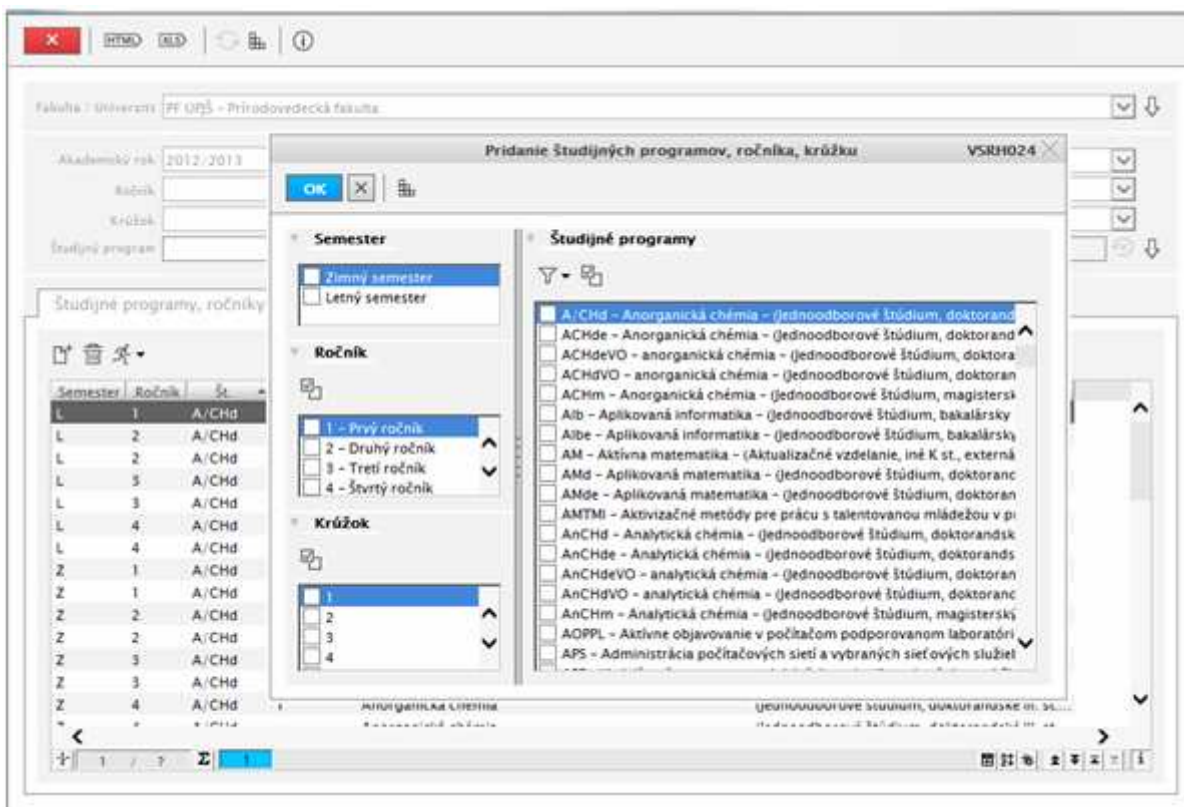 HTML XLS
Fakulta / Univerzita PF UPJŠ - Prírodovedecká fakulta
Akademický rok 2012/2013
Ročník
Krúžok
Študijný program
Pridanie študijných programov, ročníka, krúžku VSRH024
OK
Semester
Zimný semester
Letný semester
Ročník
1 - Prvý ročník
2 - Druhý ročník
3 - Tretí ročník
4 - Štvrtý ročník
Krúžok
1
2
3
4
Študijné programy
A/CHd - Anorganická chémia - (Jednoodborové štúdium, doktorand
ACHde - Anorganická chémia - (Jednoodborové štúdium, doktorand
ACHdeVO - anorganická chémia - (Jednoodborové štúdium, doktora
ACHdVO - anorganická chémia - (Jednoodborové štúdium, doktoran
ACHm - Anorganická chémia - (Jednoodborové štúdium, magistersk
AIb - Aplikovaná informatika - (Jednoodborové štúdium, bakalársky
AIbe - Aplikovaná informatika - (Jednoodborové štúdium, bakalársky
AM - Aktívna matematika - (Aktualizačné vzdelanie, iné K st., externá
AMd - Aplikovaná matematika - (Jednoodborové štúdium, doktoranc
AMde - Aplikovaná matematika - (Jednoodborové štúdium, doktoran
AMTMI - Aktivizačné metódy pre prácu s talentovanou mládežou v pr
AnCHd - Analytická chémia - (Jednoodborové štúdium, doktorandsk
AnCHde - Analytická chémia - (Jednoodborové štúdium, doktorands
AnCHdeVO - analytická chémia - (Jednoodborové štúdium, doktoran
AnCHdVO - analytická chémia - (Jednoodborové štúdium, doktoran
AnCHm - Analytická chémia - (Jednoodborové štúdium, magisterský
AOPPL - Aktívne objavovanie v počítačom podporovanom laboratóri
APS - Administrácia počítačových sietí a vybraných sieťových služieb
Študijné programy, ročníky
Semester Ročník Št.
L 1 A/CHd
L 2 A/CHd
L 2 A/CHd
L 3 A/CHd
L 3 A/CHd
L 4 A/CHd
L 4 A/CHd
Z 1 A/CHd
Z 1 A/CHd
Z 2 A/CHd
Z 2 A/CHd
Z 3 A/CHd
Z 3 A/CHd
Z 4 A/CHd 1 Anorganická chémia (Jednoodborové štúdium, doktorandské III. st....
1 / ? Σ 1